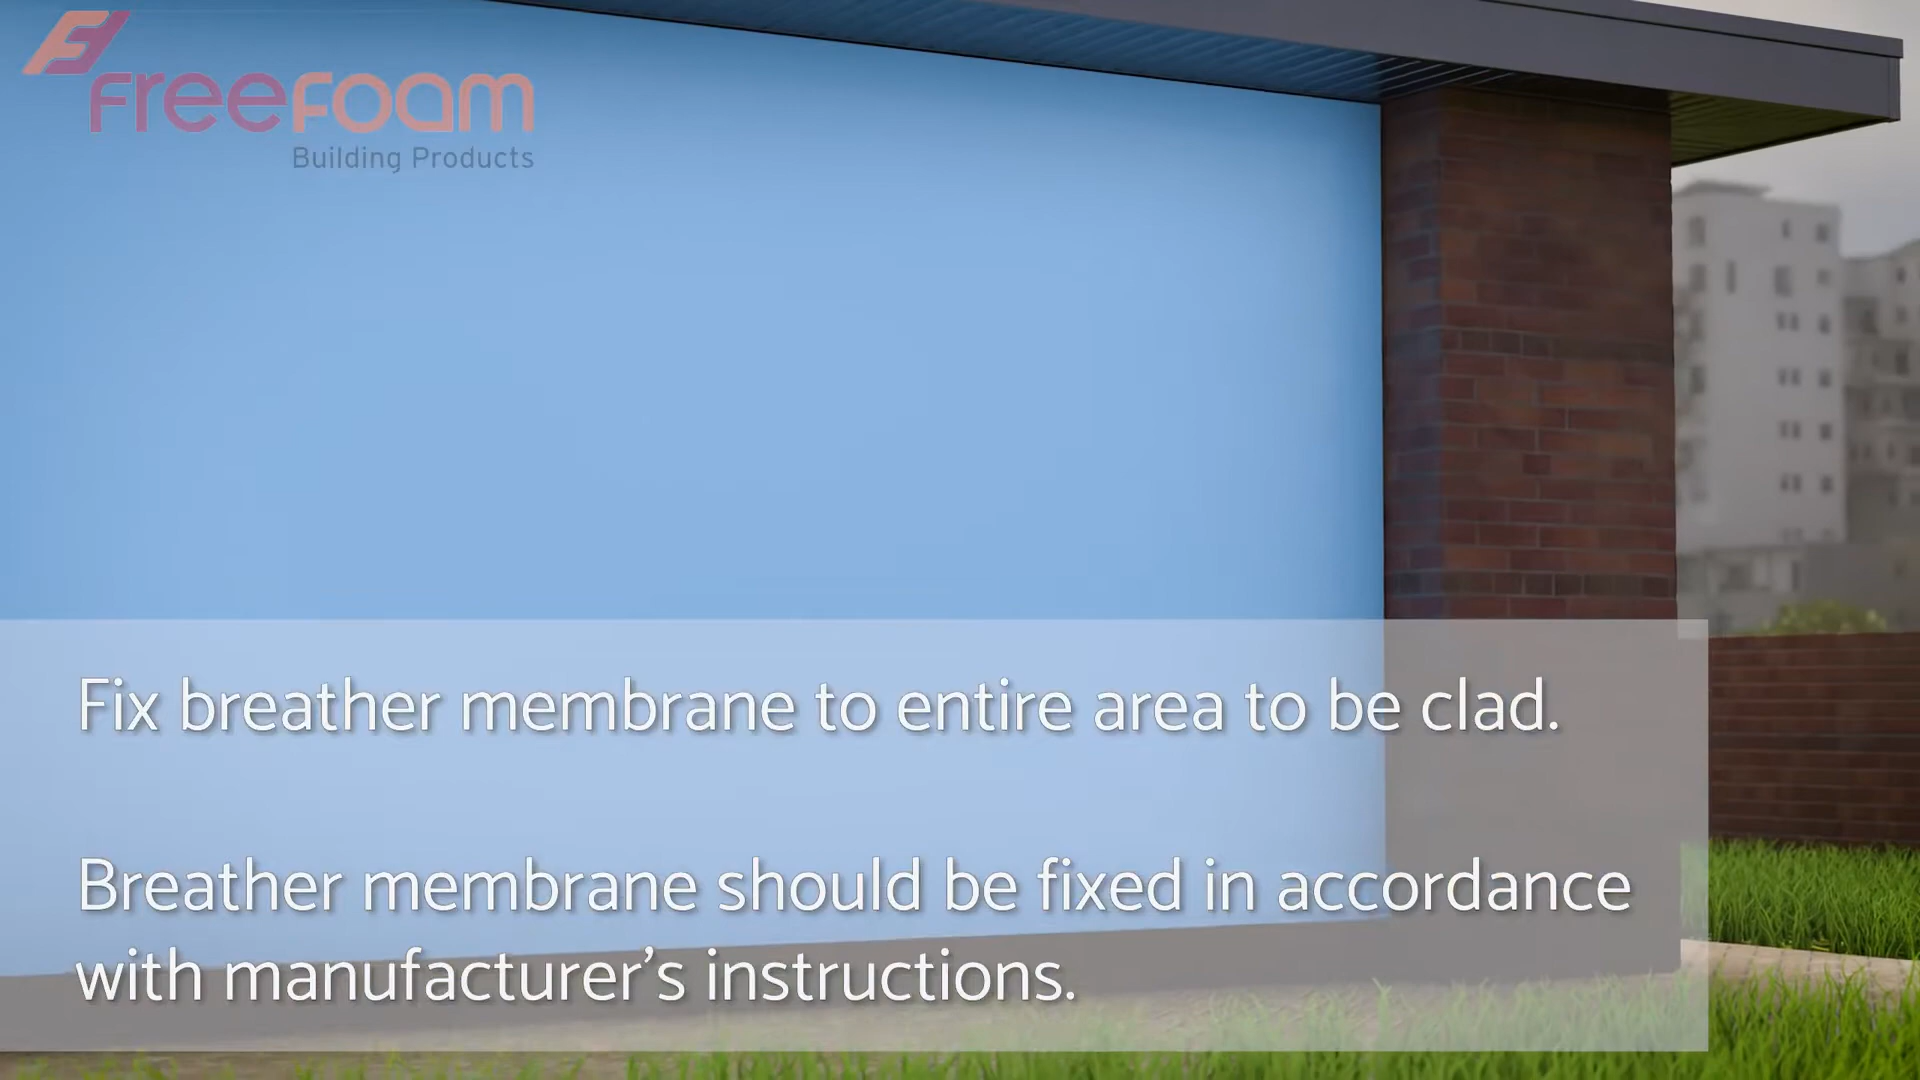 freefoam
Building Products
Fix breather membrane to entire area to be clad.
Breather membrane should be fixed in accordance
with manufacturer's instructions.